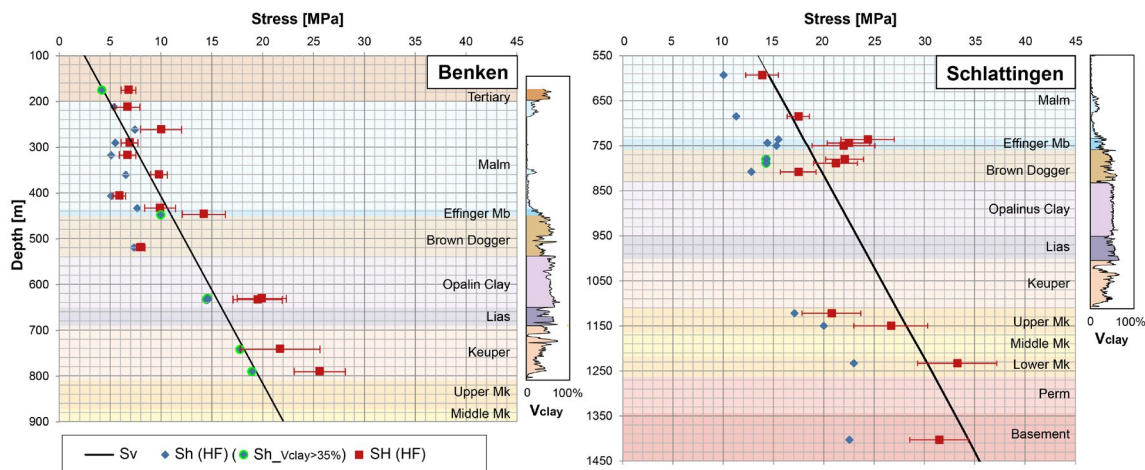 Stress [MPa]
0 5 10 15 20 25 30 35 40 45
100
200
300
400
500
600
700
800
900
Depth [m]
Benken
Tertiary
Malm
Effinger Mb
Brown Dogger
Opalin Clay
Lias
Keuper
Upper Mk
Middle Mk
0 100%
Vclay
Sv Sh (HF) ( Sh_Vclay>35%) SH (HF)
Stress [MPa]
0 5 10 15 20 25 30 35 40 45
550
650
750
850
950
1050
1150
1250
1350
1450
Schlattingen
Malm
Effinger Mb
Brown Dogger
Opalinus Clay
Lias
Keuper
Upper Mk
Middle Mk
Lower Mk
Perm
Basement
0 100%
Vclay